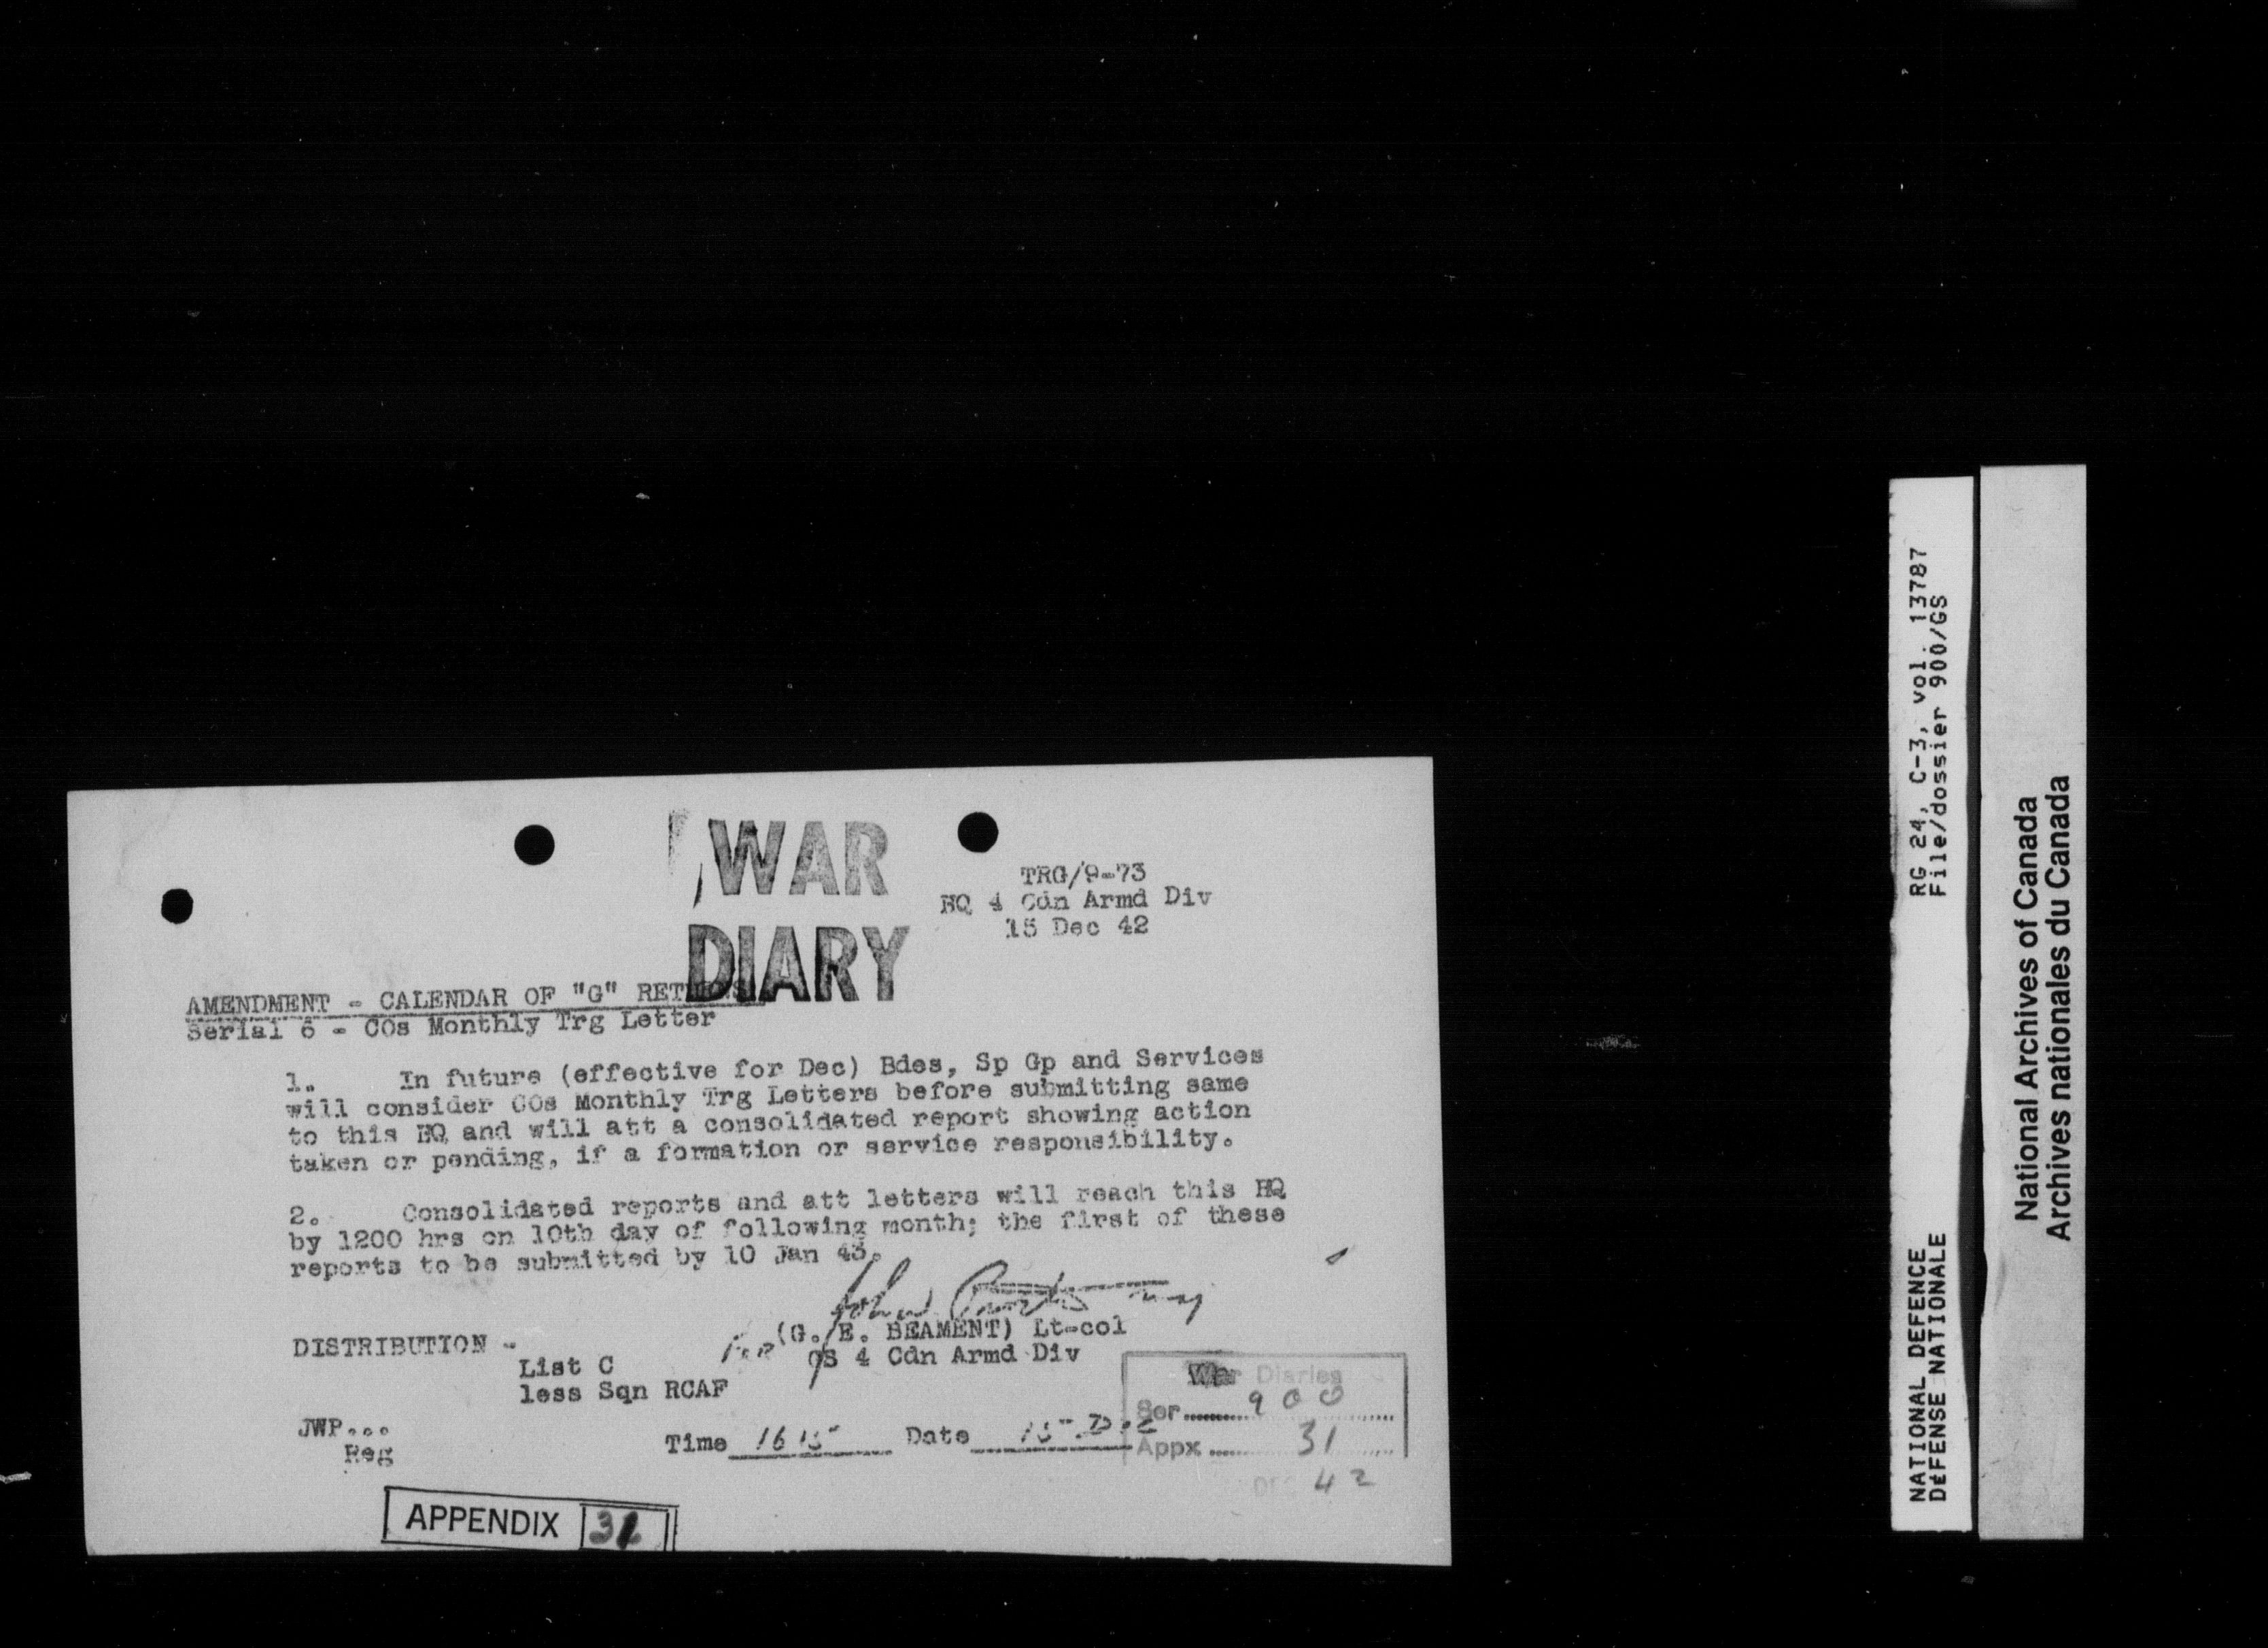 WAR
DIARY
TRG/9-73
HQ 4 Cdn Armd Div
15 Dec 42
AMENDMENT - CALENDAR OF "G" RETURNS
Serial 6 - COs Monthly Trg Letter
1. In future (effective for Dec) Bdes, Sp Gp and Services
will consider COs Monthly Trg Letters before submitting same
to this HQ and will att a consolidated report showing action
taken or pending, if a formation or service responsibility.
2. Consolidated reports and att letters will reach this HQ
by 1200 hrs on 10th day of following month; the first of these
reports to be submitted by 10 Jan 43.
(G. E. BEAMENT) Lt-col
GS 4 Cdn Armd Div
DISTRIBUTION -
List C
less Sqn RCAF
JWP...
Reg
Time 1615 Date 15 Dec
War Diaries
Ser 900
Appx 31
DEC 42
APPENDIX 31
RG 24, C-3, vol. 13787
File/dossier 900/GS
NATIONAL DEFENCE
DÉFENSE NATIONALE
National Archives of Canada
Archives nationales du Canada